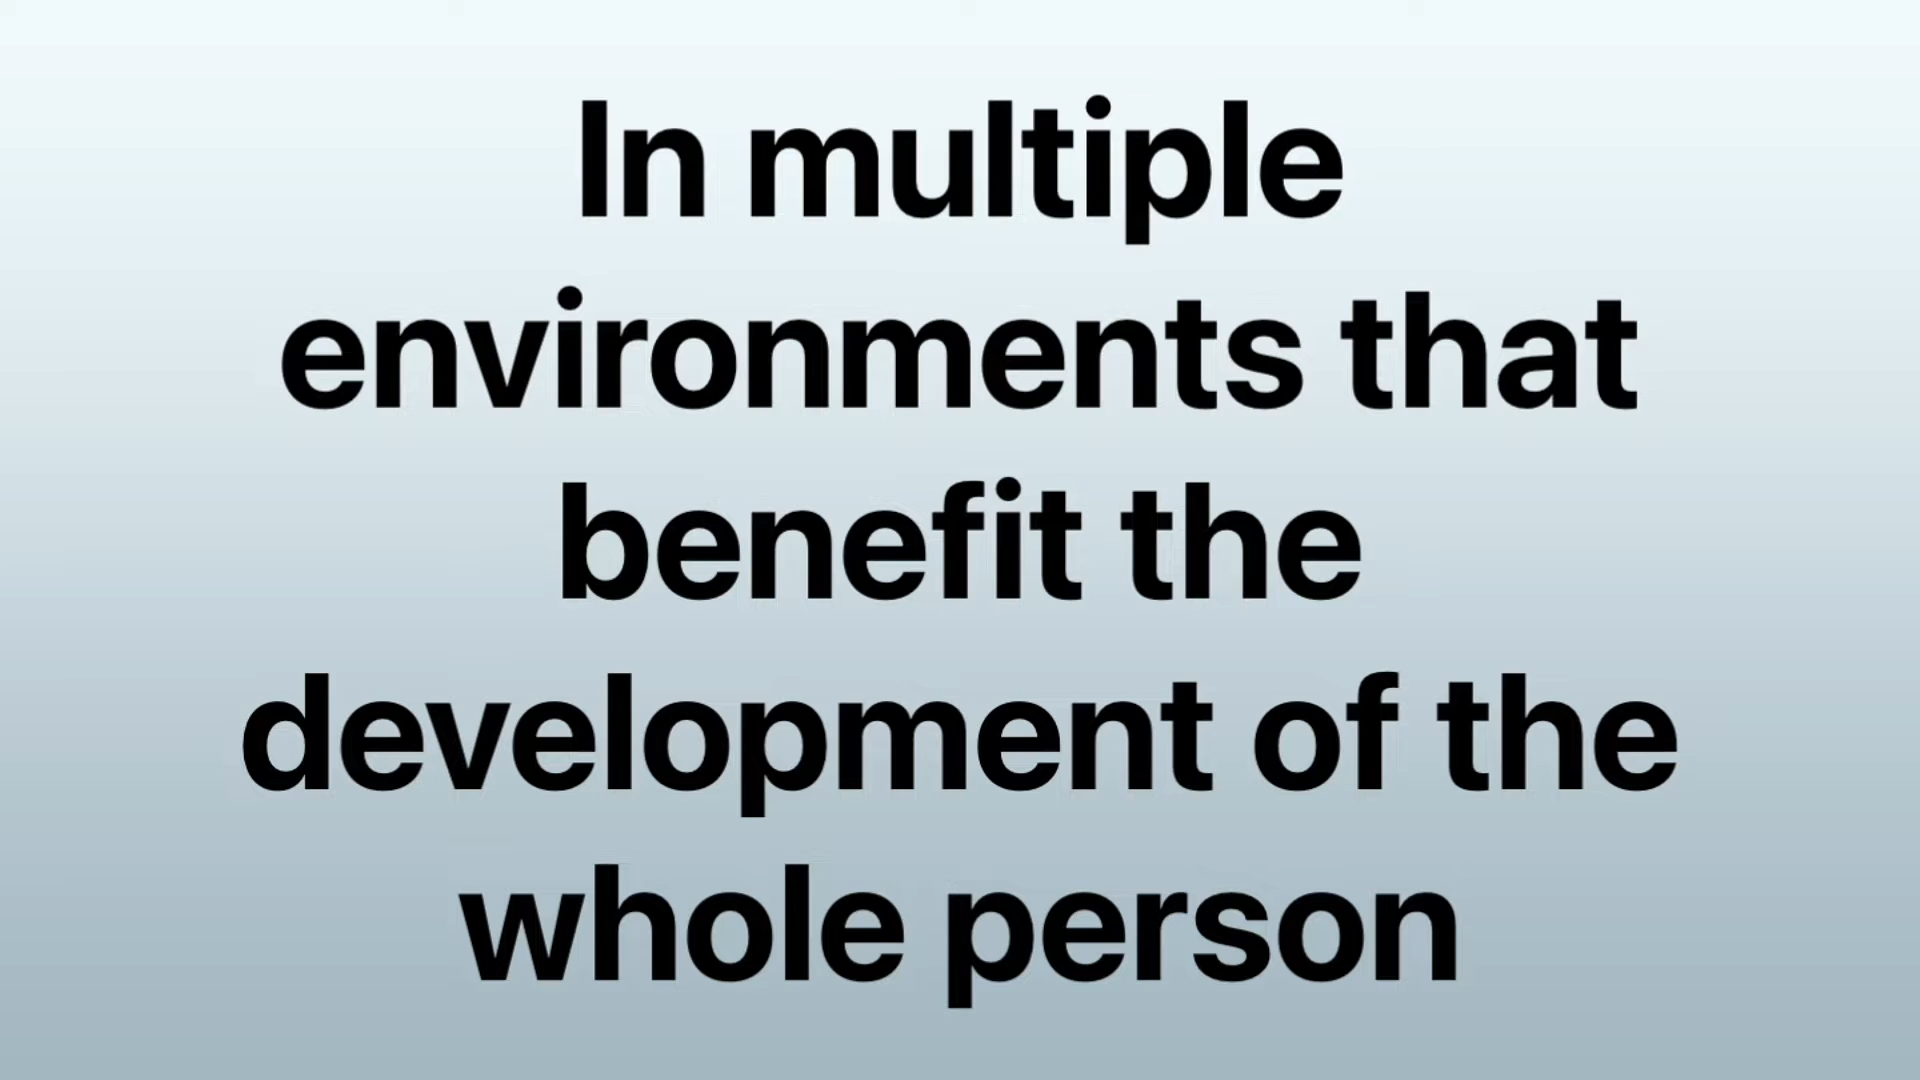 In multiple
environments that
benefit the
development of the
whole person